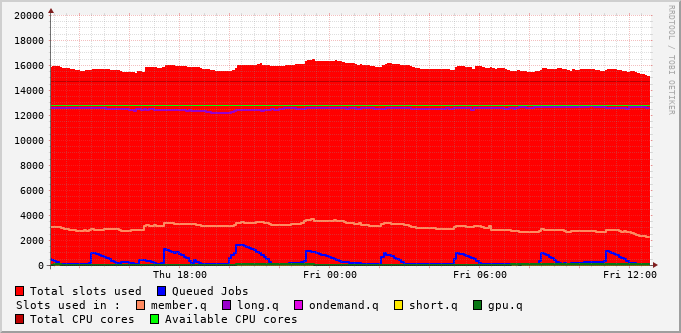 RRDTOOL / TOBI OETIKER
20000
18000
16000
14000
12000
10000
8000
6000
4000
2000
0
Thu 18:00 Fri 00:00 Fri 06:00 Fri 12:00
Total slots used Queued Jobs
Slots used in : member.q long.q ondemand.q short.q gpu.q
Total CPU cores Available CPU cores